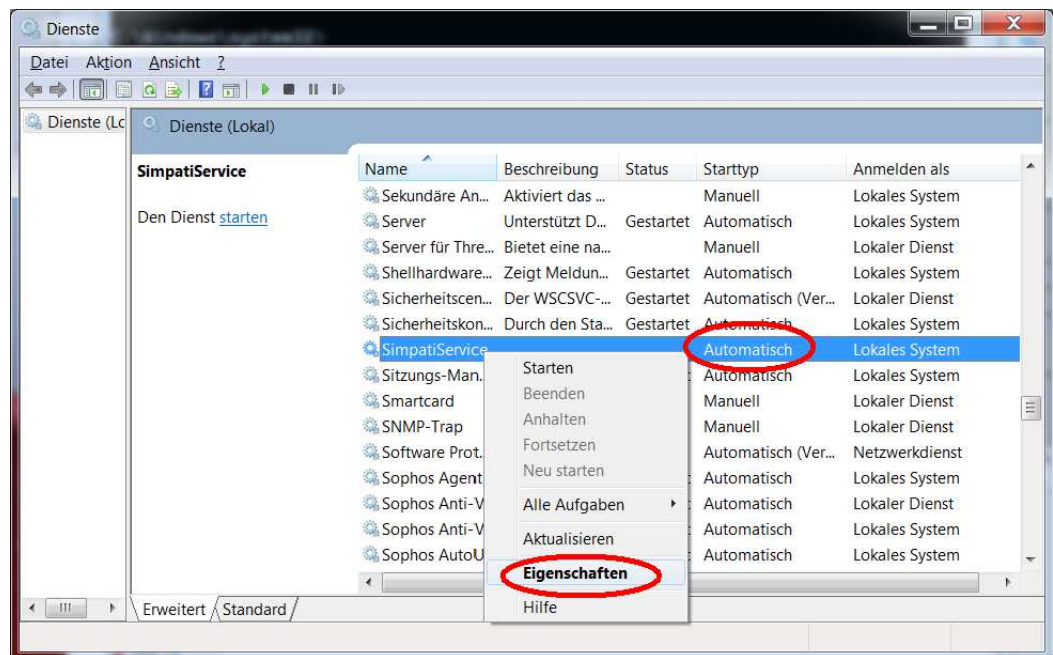 Dienste
Datei Aktion Ansicht ?
Dienste (Lc
Dienste (Lokal)
SimpatiService
Den Dienst starten
Name Beschreibung Status Starttyp Anmelden als
Sekundäre An... Aktiviert das ... Manuell Lokales System
Server Unterstützt D... Gestartet Automatisch Lokales System
Server für Thre... Bietet eine na... Manuell Lokaler Dienst
Shellhardware... Zeigt Meldun... Gestartet Automatisch Lokales System
Sicherheitscen... Der WSCSVC-... Gestartet Automatisch (Ver... Lokaler Dienst
Sicherheitskon... Durch den Sta... Gestartet Automatisch Lokales System
SimpatiService Automatisch Lokales System
Sitzungs-Man. Automatisch Lokales System
Smartcard Manuell Lokaler Dienst
SNMP-Trap Manuell Lokaler Dienst
Software Prot. Automatisch (Ver... Netzwerkdienst
Sophos Agent Automatisch Lokales System
Sophos Anti-V Automatisch Lokaler Dienst
Sophos Anti-V Automatisch Lokales System
Sophos AutoU Automatisch Lokales System
Starten
Beenden
Anhalten
Fortsetzen
Neu starten
Alle Aufgaben
Aktualisieren
Eigenschaften
Hilfe
Erweitert Standard